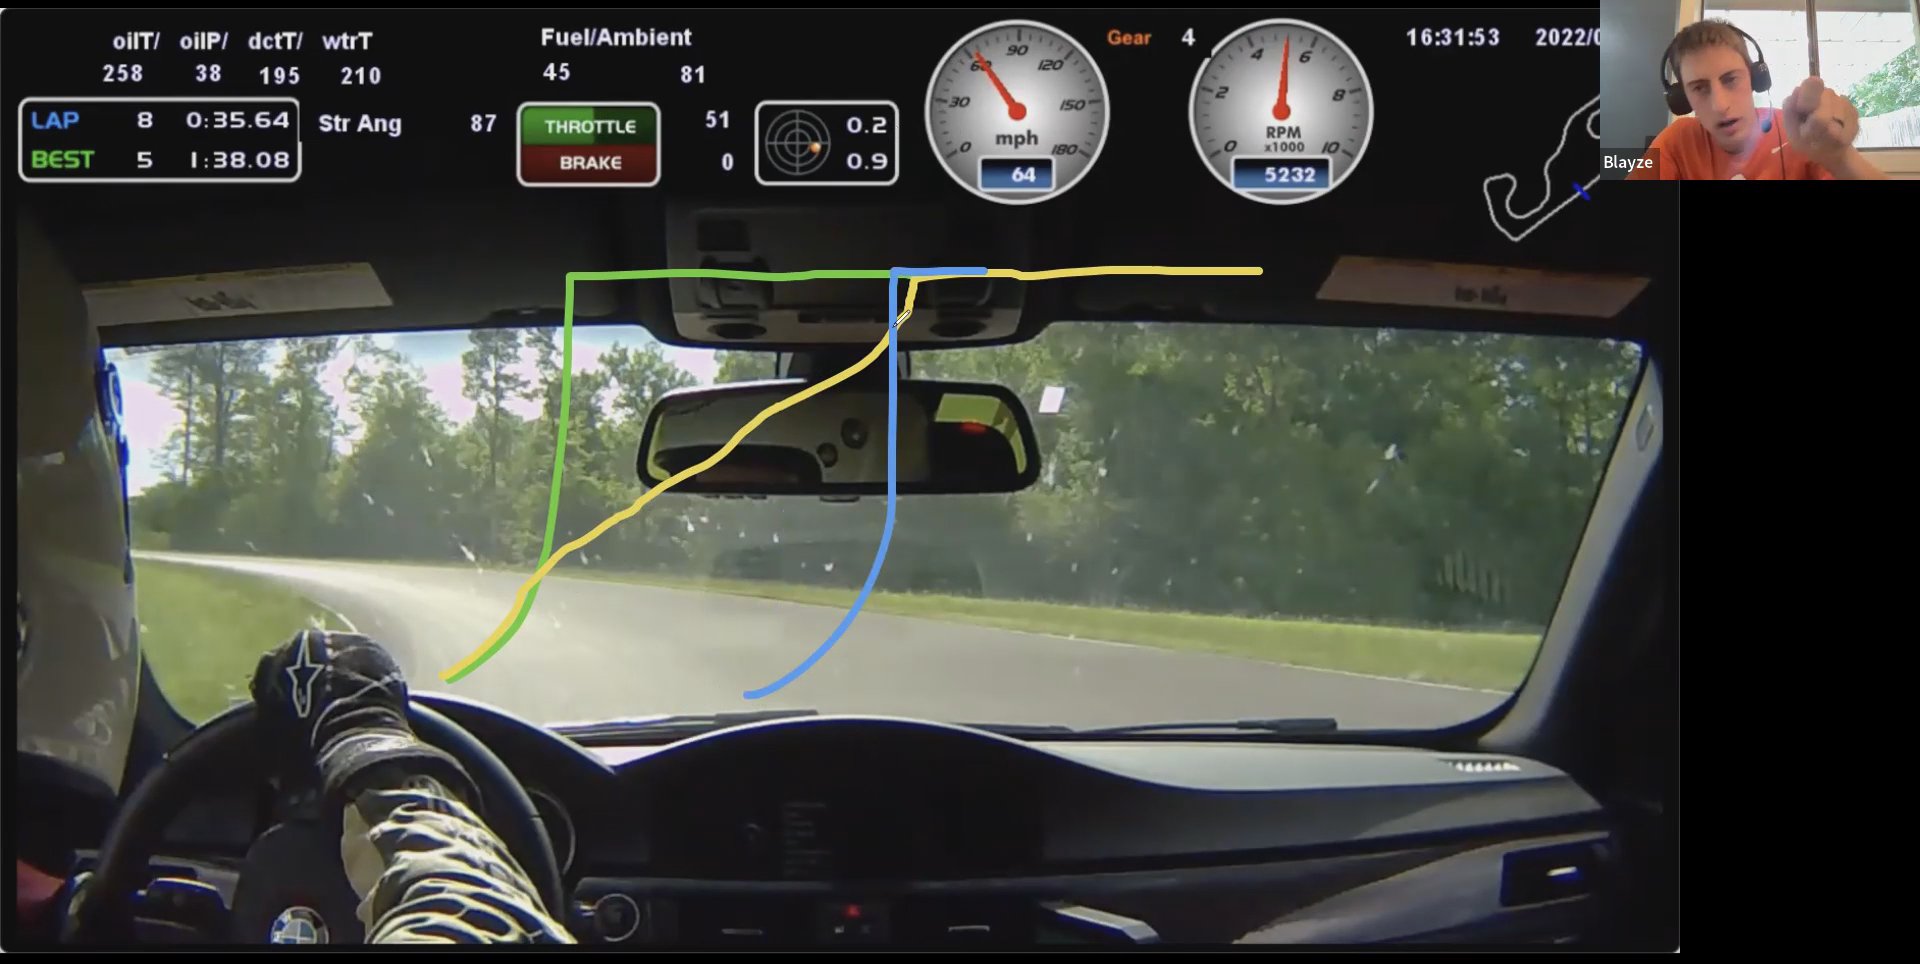 oilT/ oilP/ dctT/ wtrT
258 38 195 210
Fuel/Ambient
45 81
Gear 4
16:31:53 2022/0
LAP 8 0:35.64
BEST 5 1:38.08
Str Ang 87
THROTTLE 51
BRAKE 0
0.2
0.9
0 30 60 90 120 150 180
mph
64
0 2 4 6 8 10
RPM
x1000
5232
Blayze